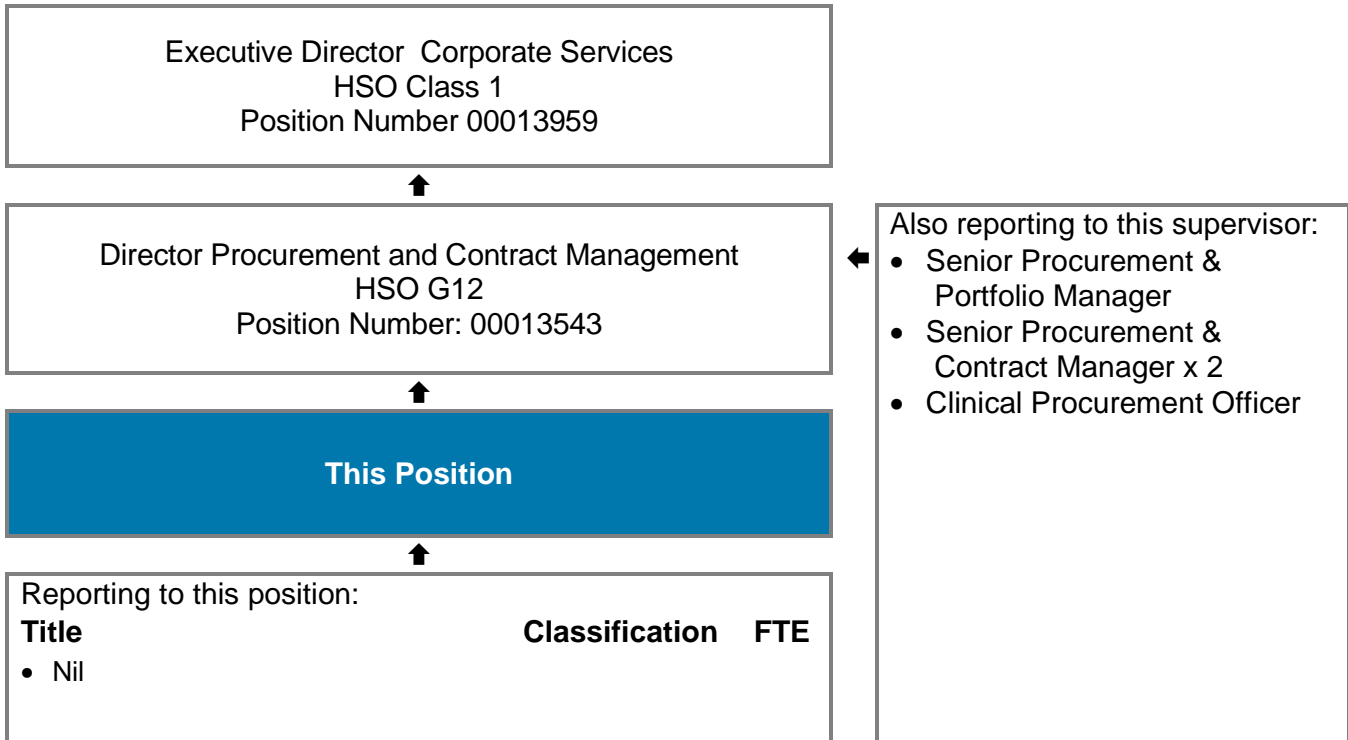 Executive Director  Corporate Services
HSO Class 1
Position Number 00013959
Director Procurement and Contract Management
HSO G12
Position Number: 00013543
Also reporting to this supervisor:
• Senior Procurement &
Portfolio Manager
• Senior Procurement &
Contract Manager x 2
• Clinical Procurement Officer
This Position
Reporting to this position:
Title Classification FTE
• Nil